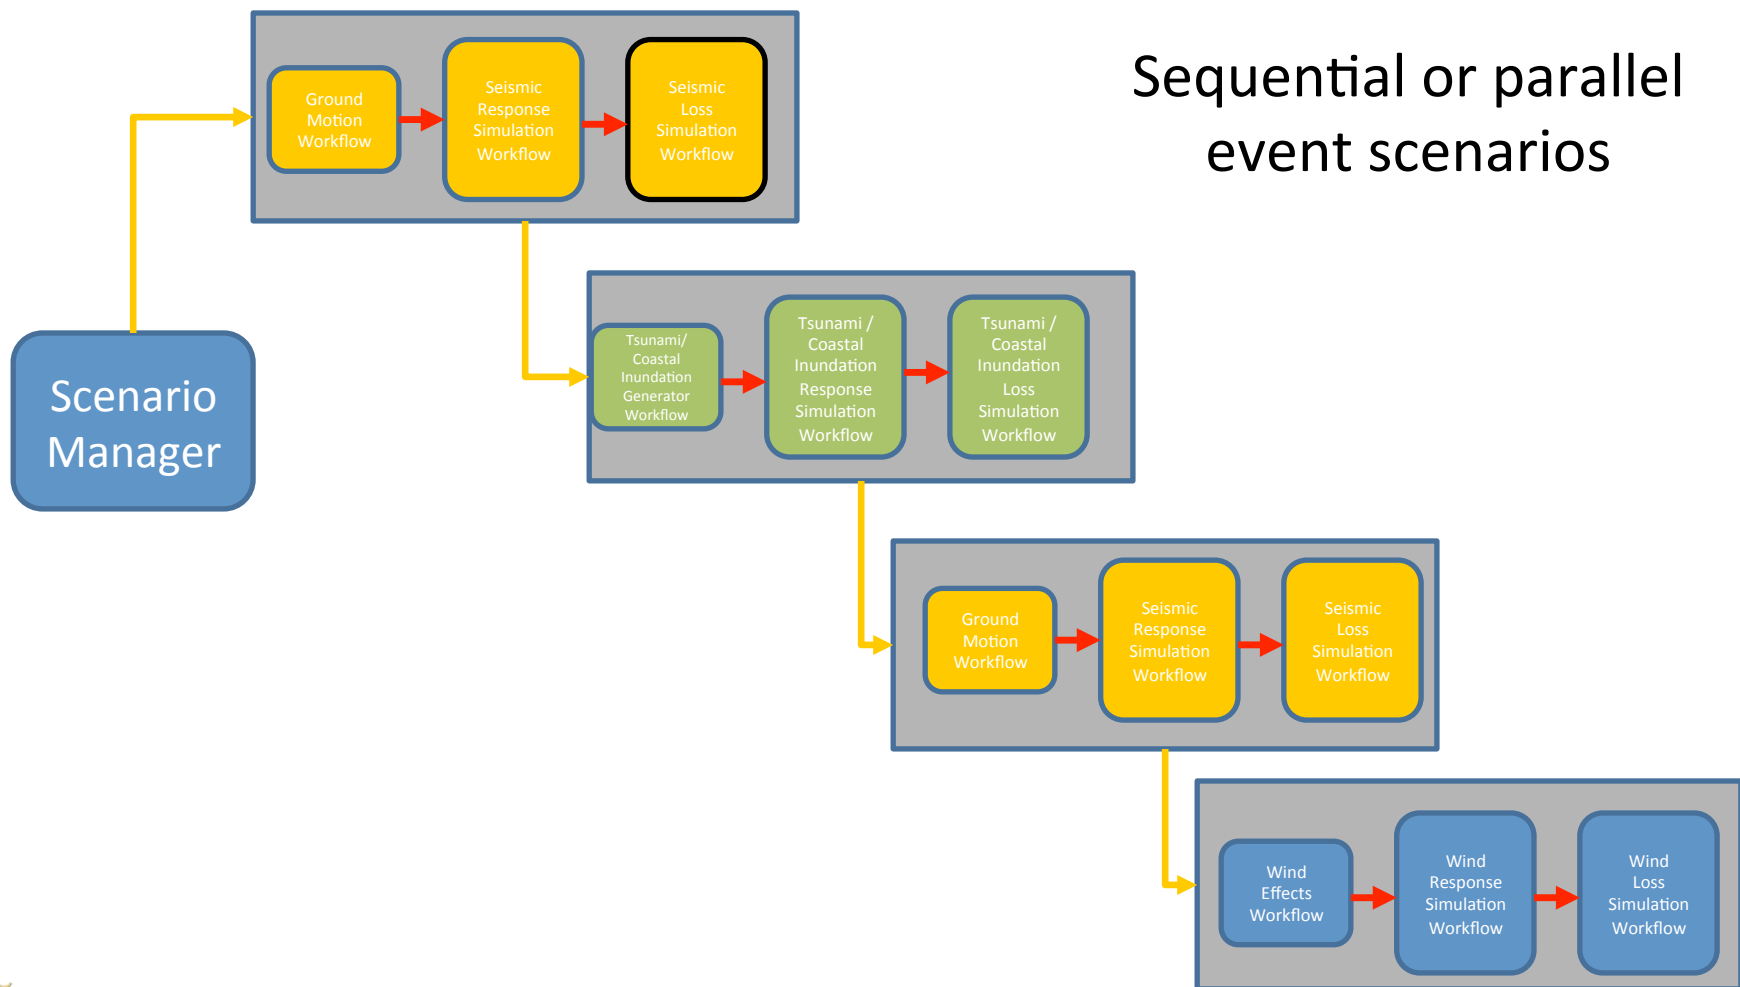 Sequential or parallel
event scenarios
Ground
Motion
Workflow
Seismic
Response
Simulation
Workflow
Seismic
Loss
Simulation
Workflow
Scenario
Manager
Tsunami/
Coastal
Inundation
Generator
Workflow
Tsunami /
Coastal
Inundation
Response
Simulation
Workflow
Tsunami /
Coastal
Inundation
Loss
Simulation
Workflow
Ground
Motion
Workflow
Seismic
Response
Simulation
Workflow
Seismic
Loss
Simulation
Workflow
Wind
Effects
Workflow
Wind
Response
Simulation
Workflow
Wind
Loss
Simulation
Workflow